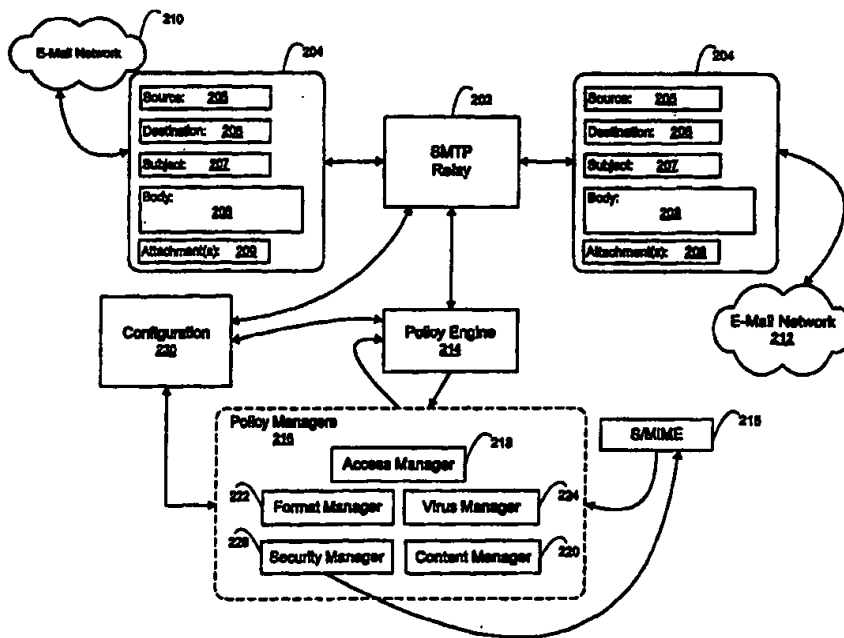 210
E-Mail Network
204
Source: 205
Destination: 206
Subject: 207
Body:
208
Attachment(s): 209
202
SMTP
Relay
204
Source: 205
Destination: 206
Subject: 207
Body:
208
Attachment(s): 209
Configuration
230
Policy Engine
214
E-Mail Network
212
Policy Managers
216
218
Access Manager
S/MIME
215
222
Format Manager
Virus Manager
224
228
Security Manager
Content Manager
220